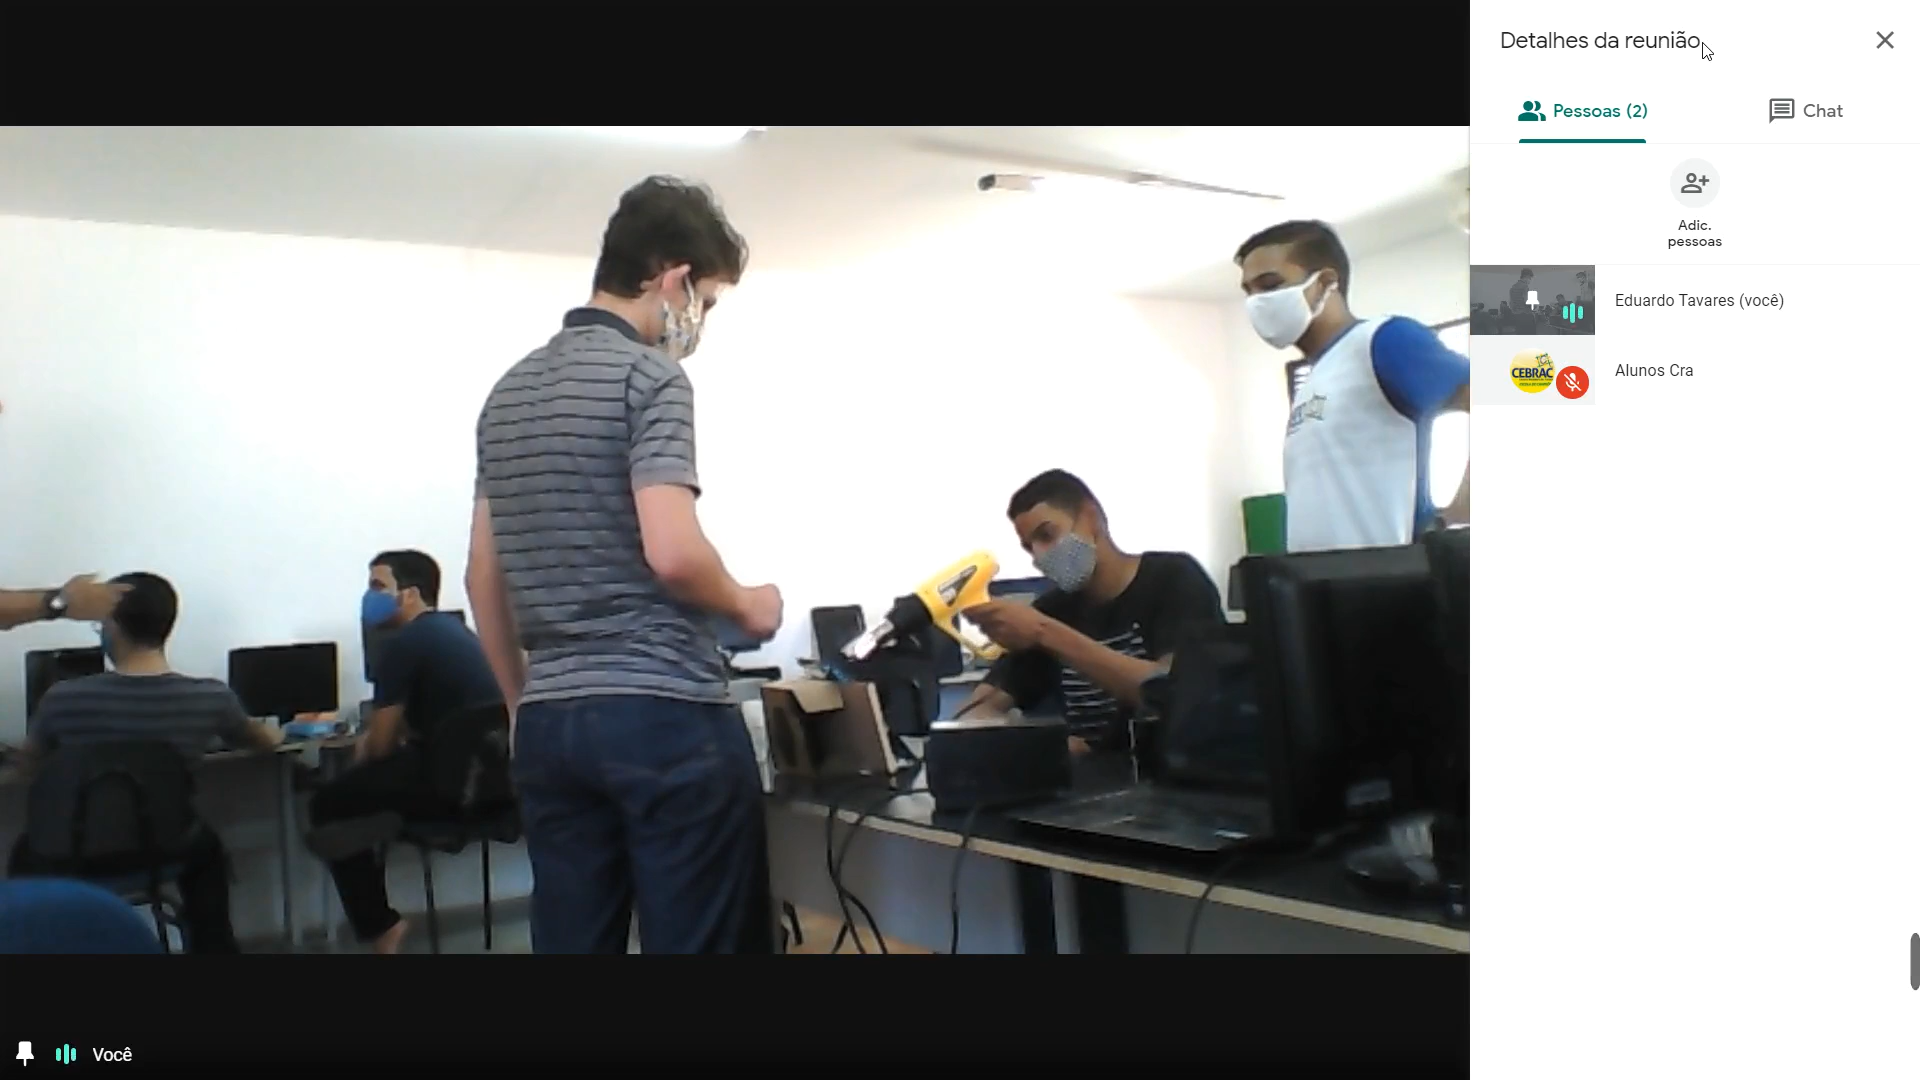 Detalhes da reunião
Pessoas (2)
Chat
Adic.
pessoas
Eduardo Tavares (você)
CEBRAC
Alunos Cra
Você